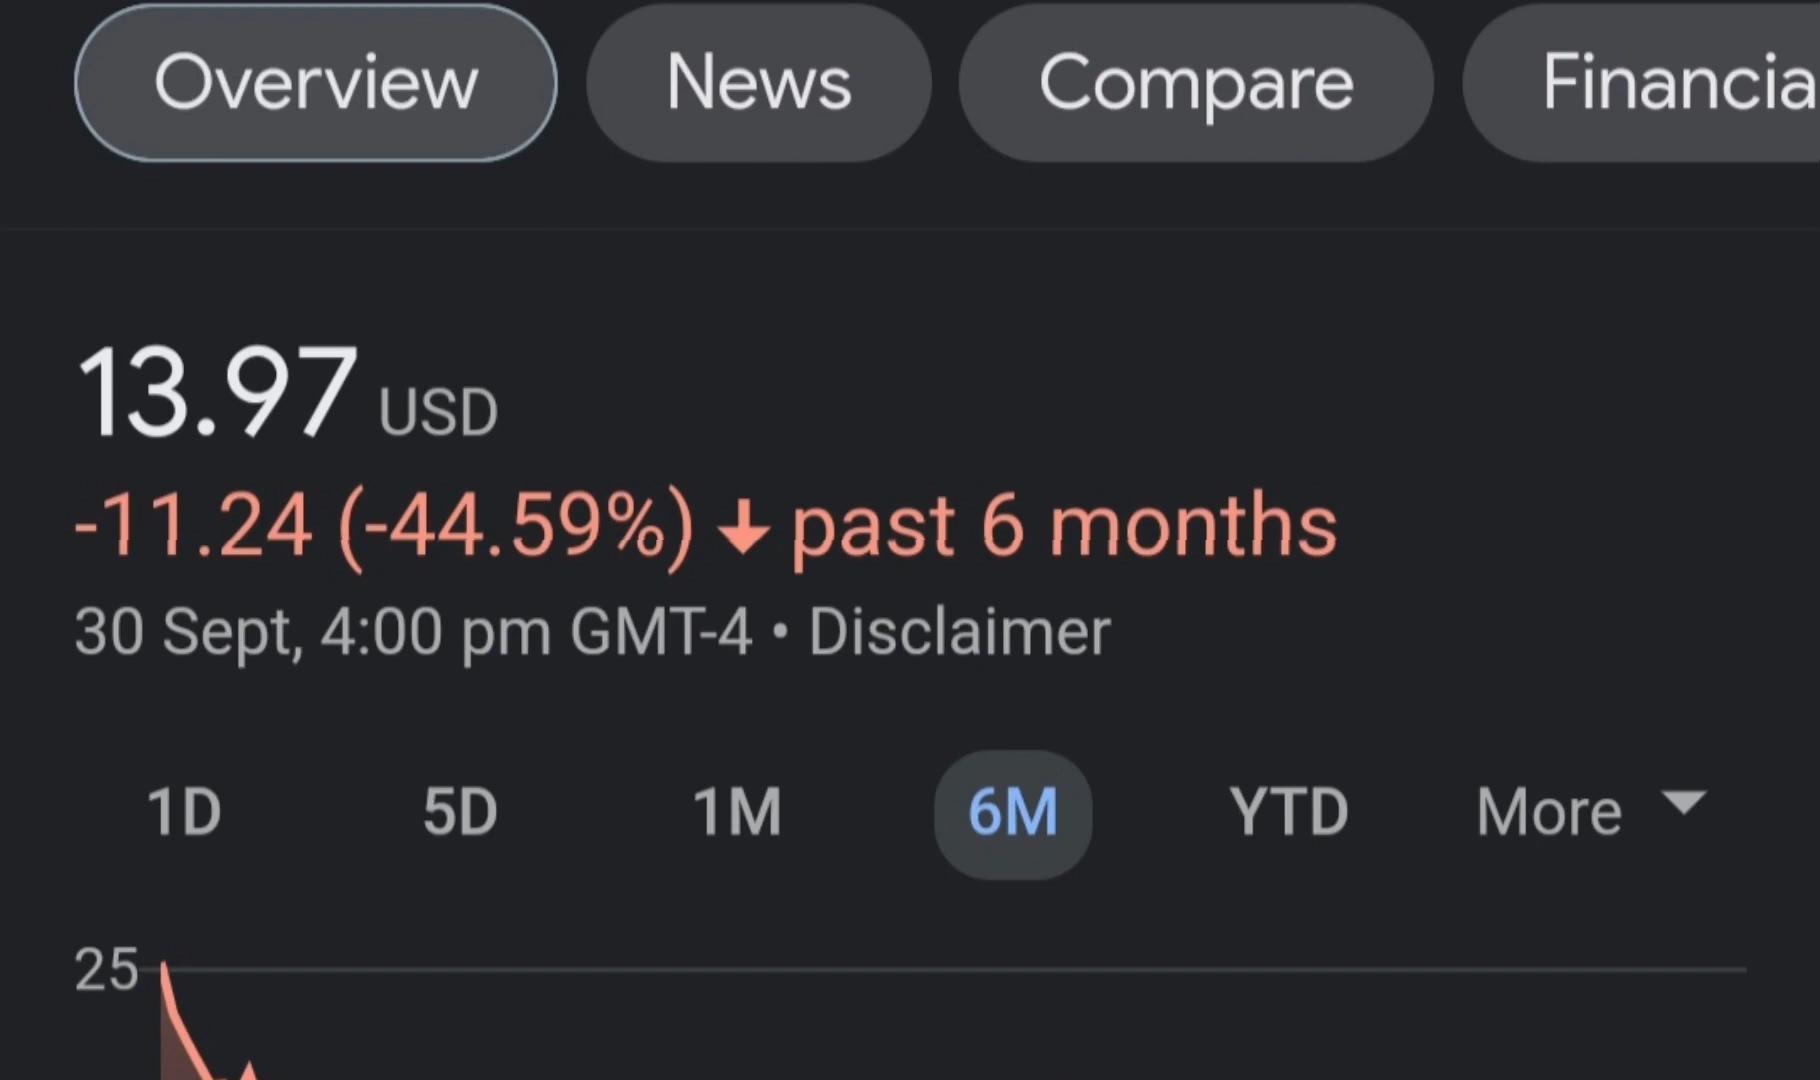 Overview News Compare Financia
13.97 USD
-11.24 (-44.59%) ↓ past 6 months
30 Sept, 4:00 pm GMT-4 • Disclaimer
1D 5D 1M 6M YTD More
25